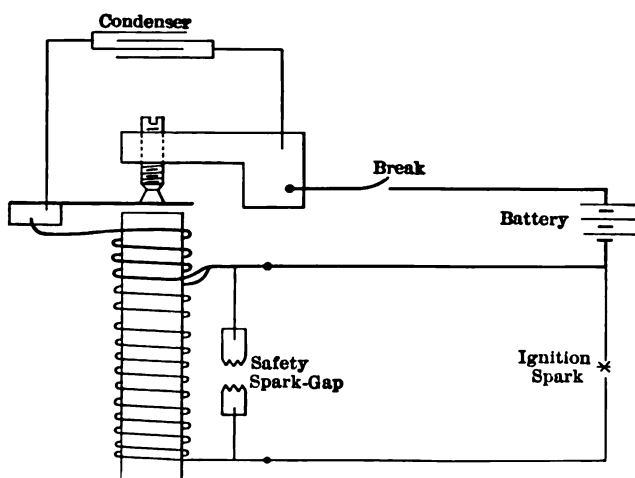 Condenser
Break
Battery
Safety
Spark-Gap
Ignition
Spark